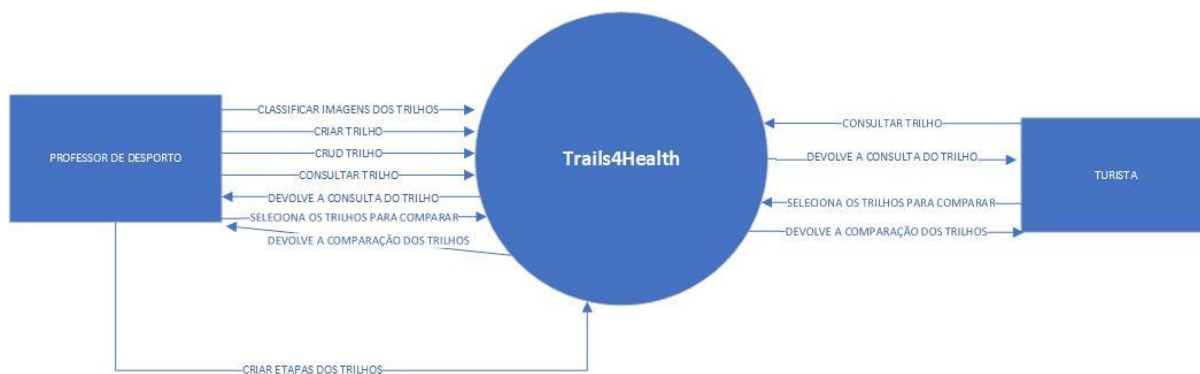 CLASSIFICAR IMAGENS DOS TRILHOS
CRIAR TRILHO
CRUD TRILHO
CONSULTAR TRILHO
DEVOLVE A CONSULTA DO TRILHO
SELECIONA OS TRILHOS PARA COMPARAR
DEVOLVE A COMPARAÇÃO DOS TRILHOS
PROFESSOR DE DESPORTO
Trails4Health
CONSULTAR TRILHO
DEVOLVE A CONSULTA DO TRILHO
SELECIONA OS TRILHOS PARA COMPARAR
DEVOLVE A COMPARAÇÃO DOS TRILHOS
TURISTA
CRIAR ETAPAS DOS TRILHOS